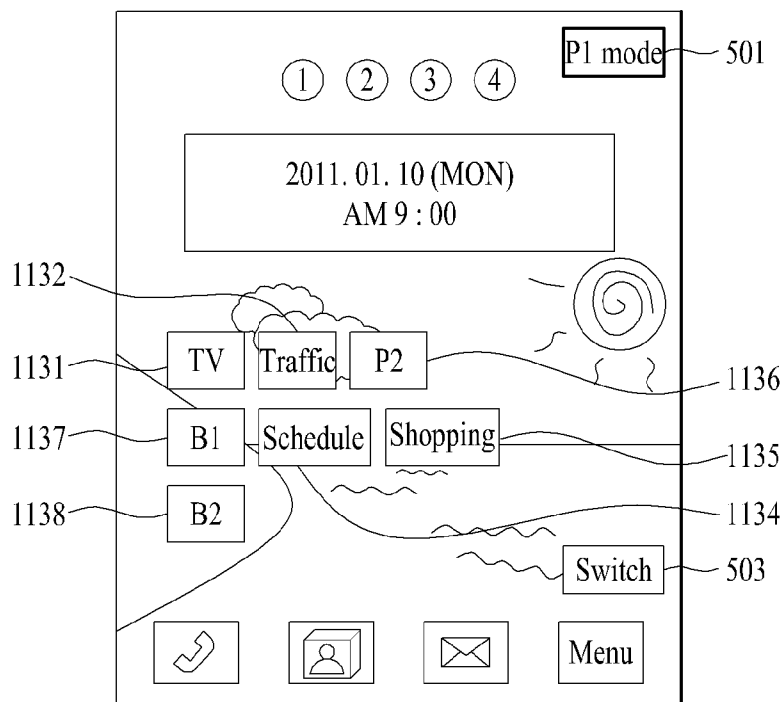 P1 mode
501
1 2 3 4
2011. 01. 10 (MON)
AM 9 : 00
1132
1131
TV
Traffic
P2
1136
1137
B1
Schedule
Shopping
1135
1138
B2
1134
Switch
503
Menu